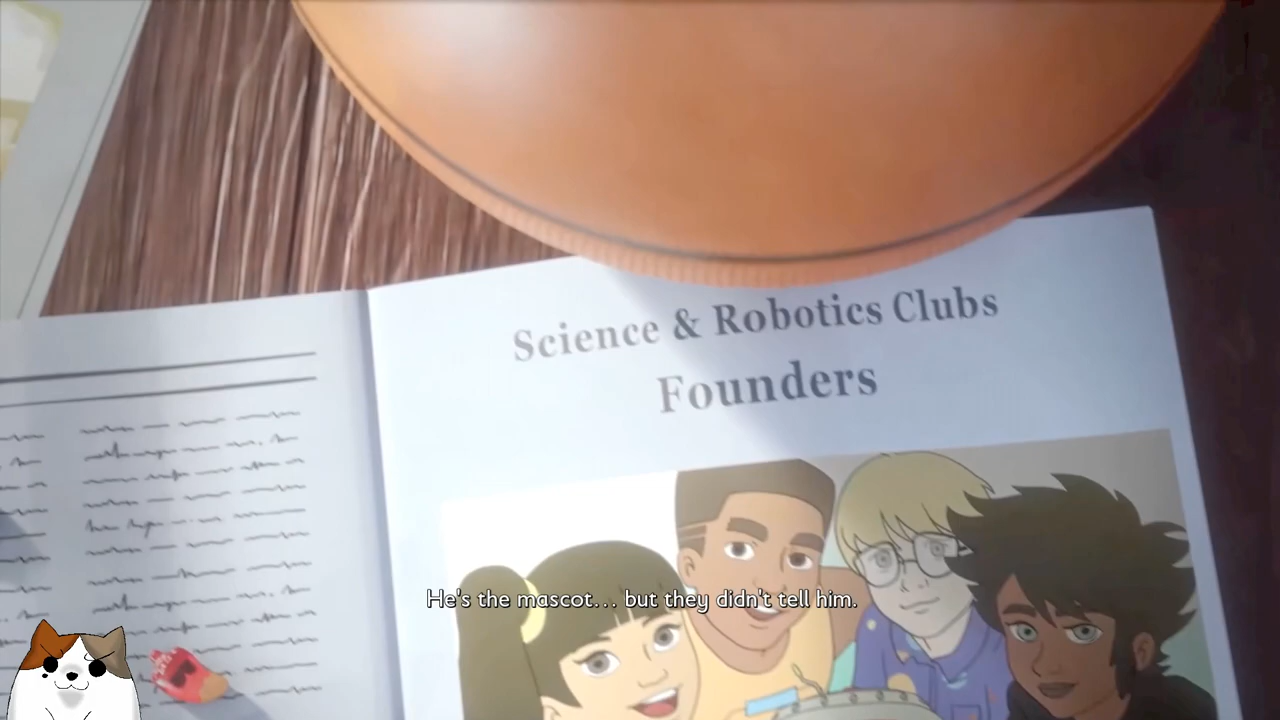 Science & Robotics Clubs
Founders
He's the mascot... but they didn't tell him.